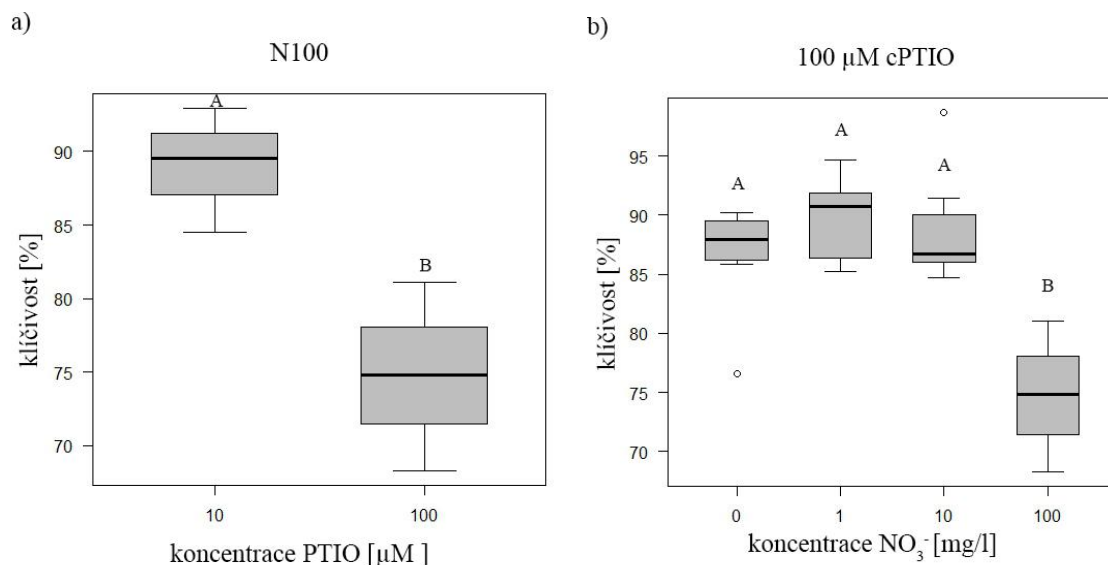 a)
N100
A
B
90
85
80
75
70
klíčivost [%]
10 100
koncentrace PTIO [µM ]
b)
100 µM cPTIO
A A A B
95
90
85
80
75
70
klíčivost [%]
0 1 10 100
koncentrace NO₃⁻ [mg/l]